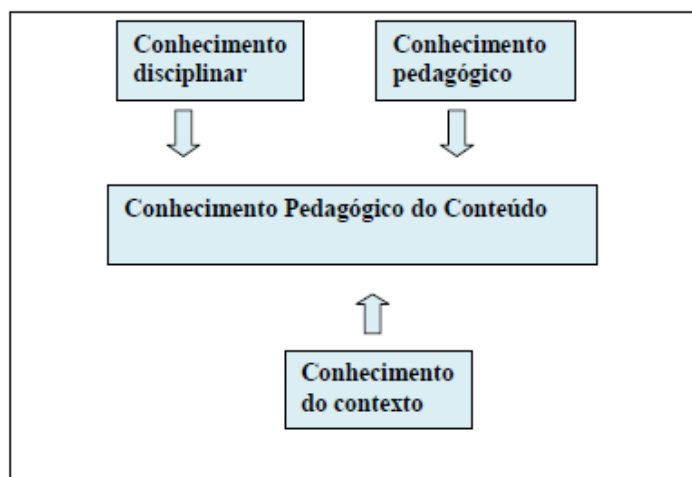 Conhecimento
disciplinar
Conhecimento
pedagógico
Conhecimento Pedagógico do Conteúdo
Conhecimento
do contexto